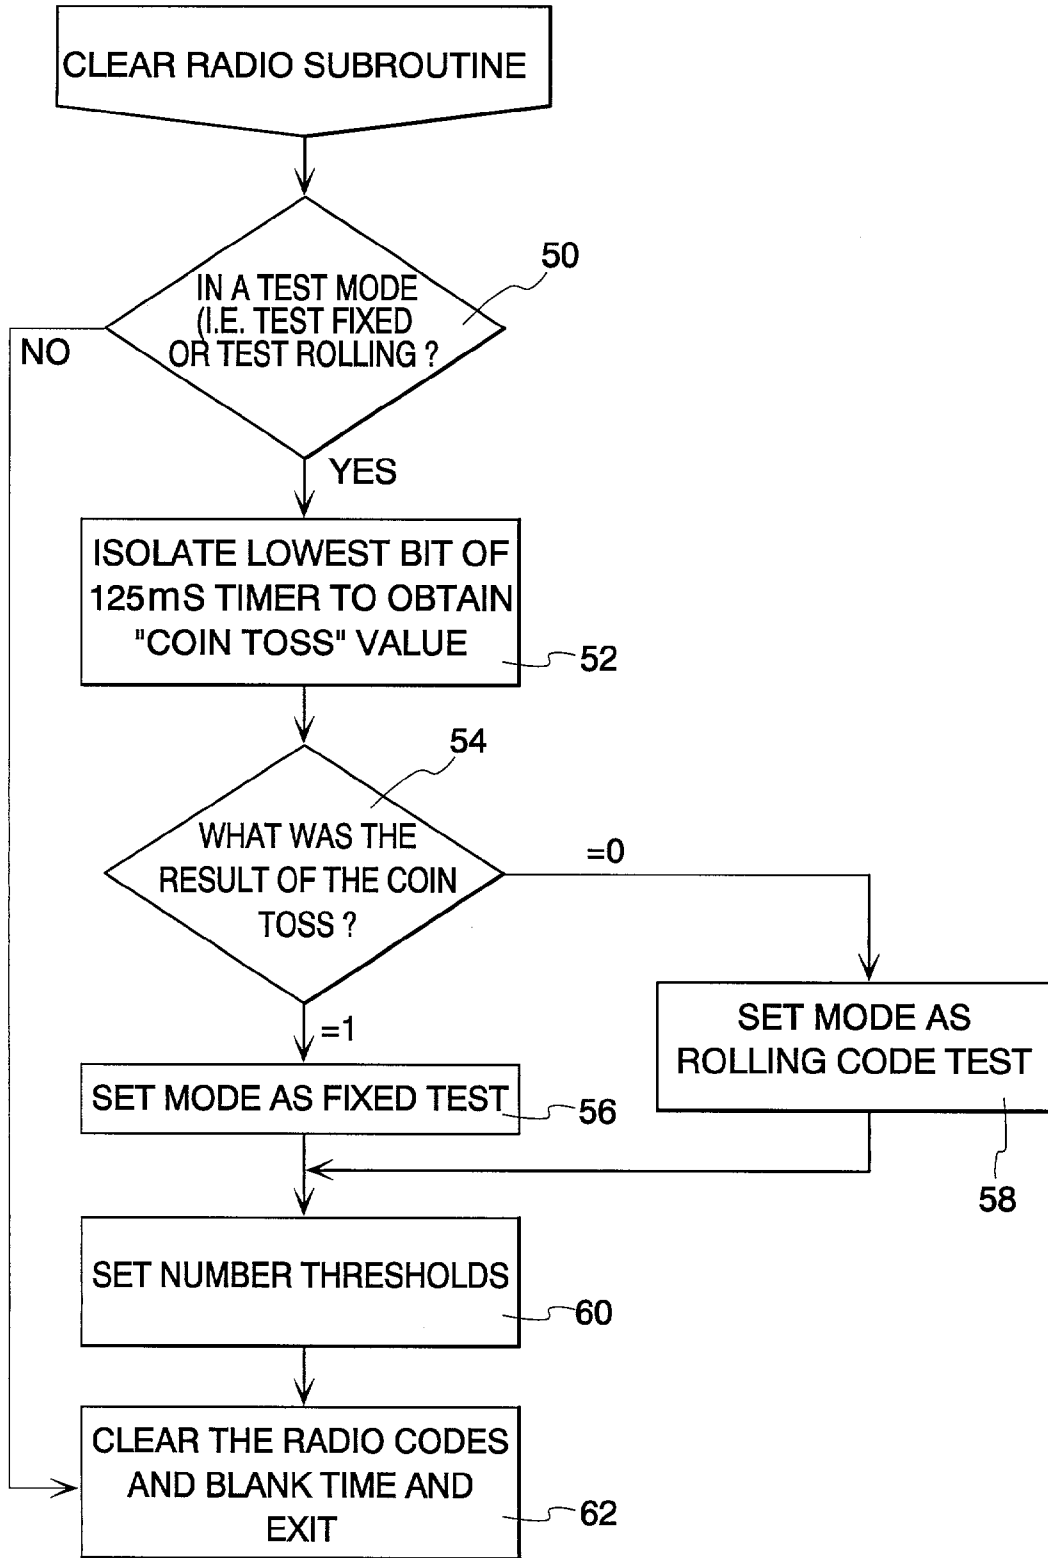 CLEAR RADIO SUBROUTINE
50
IN A TEST MODE
(I.E. TEST FIXED
OR TEST ROLLING ?
NO
YES
ISOLATE LOWEST BIT OF
125mS TIMER TO OBTAIN
"COIN TOSS" VALUE
52
54
WHAT WAS THE
RESULT OF THE COIN
TOSS ?
=0
=1
SET MODE AS
ROLLING CODE TEST
58
SET MODE AS FIXED TEST
56
SET NUMBER THRESHOLDS
60
CLEAR THE RADIO CODES
AND BLANK TIME AND
EXIT
62